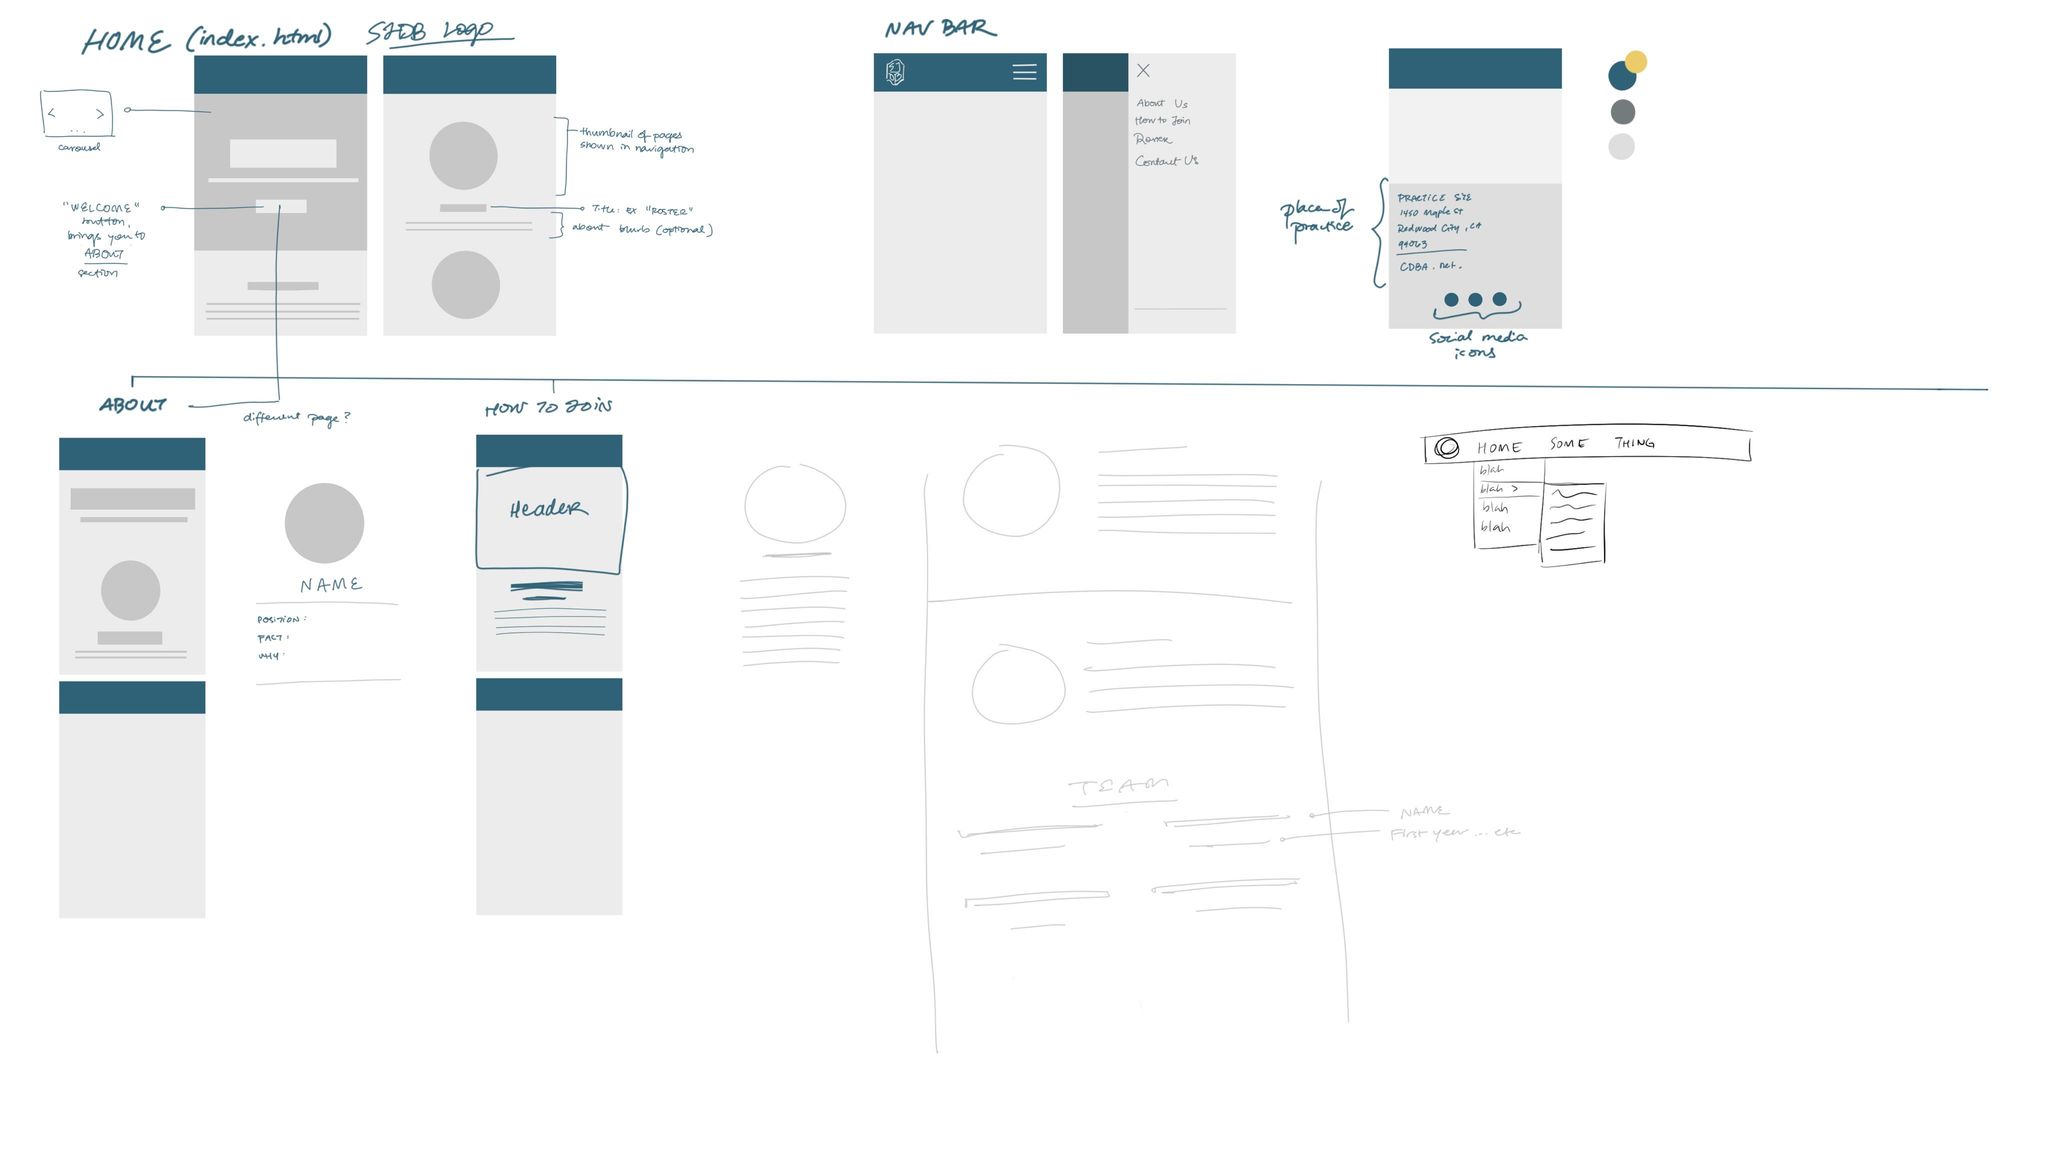 HOME (index.html)
SJDB Logo
NAV BAR
<
>
...
carousel
"WELCOME"
button,
brings you to
ABOUT
section
thumbnail of pages
shown in navigation
Title: EX "ROSTER"
about blurb (optional)
X
About Us
How to Join
Contact Us
place of
practice
PRACTICE SITE
1450 Maple St
Redwood City, CA
94063
CDBA.net.
social media
icons
ABOUT
different page?
HOW TO JOIN
NAME
POSITION:
FACT:
WHY:
Header
TEAM
NAME
First year ... etc
HOME SOME THING
blah
blah >
blah
blah